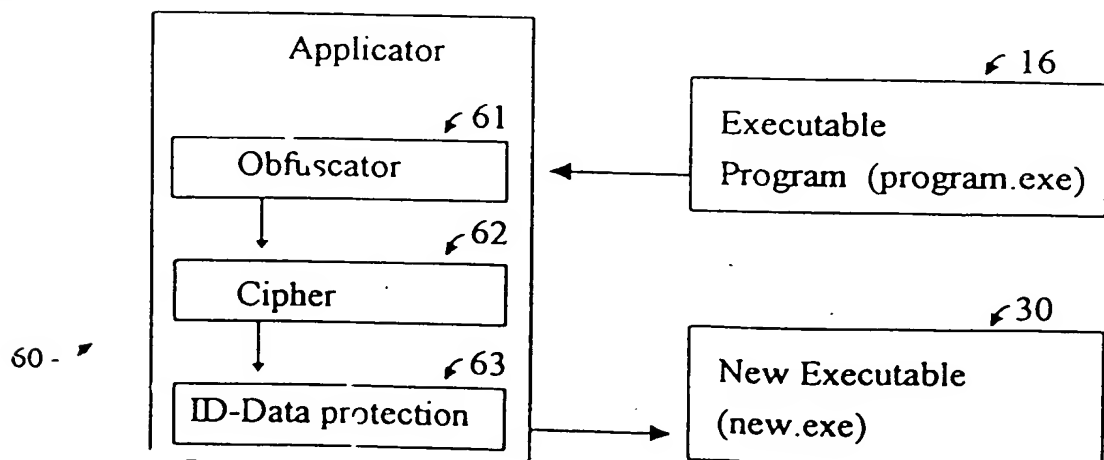 Applicator
61
Obfuscator
62
Cipher
60 -
63
ID-Data protection
16
Executable
Program (program.exe)
30
New Executable
(new.exe)